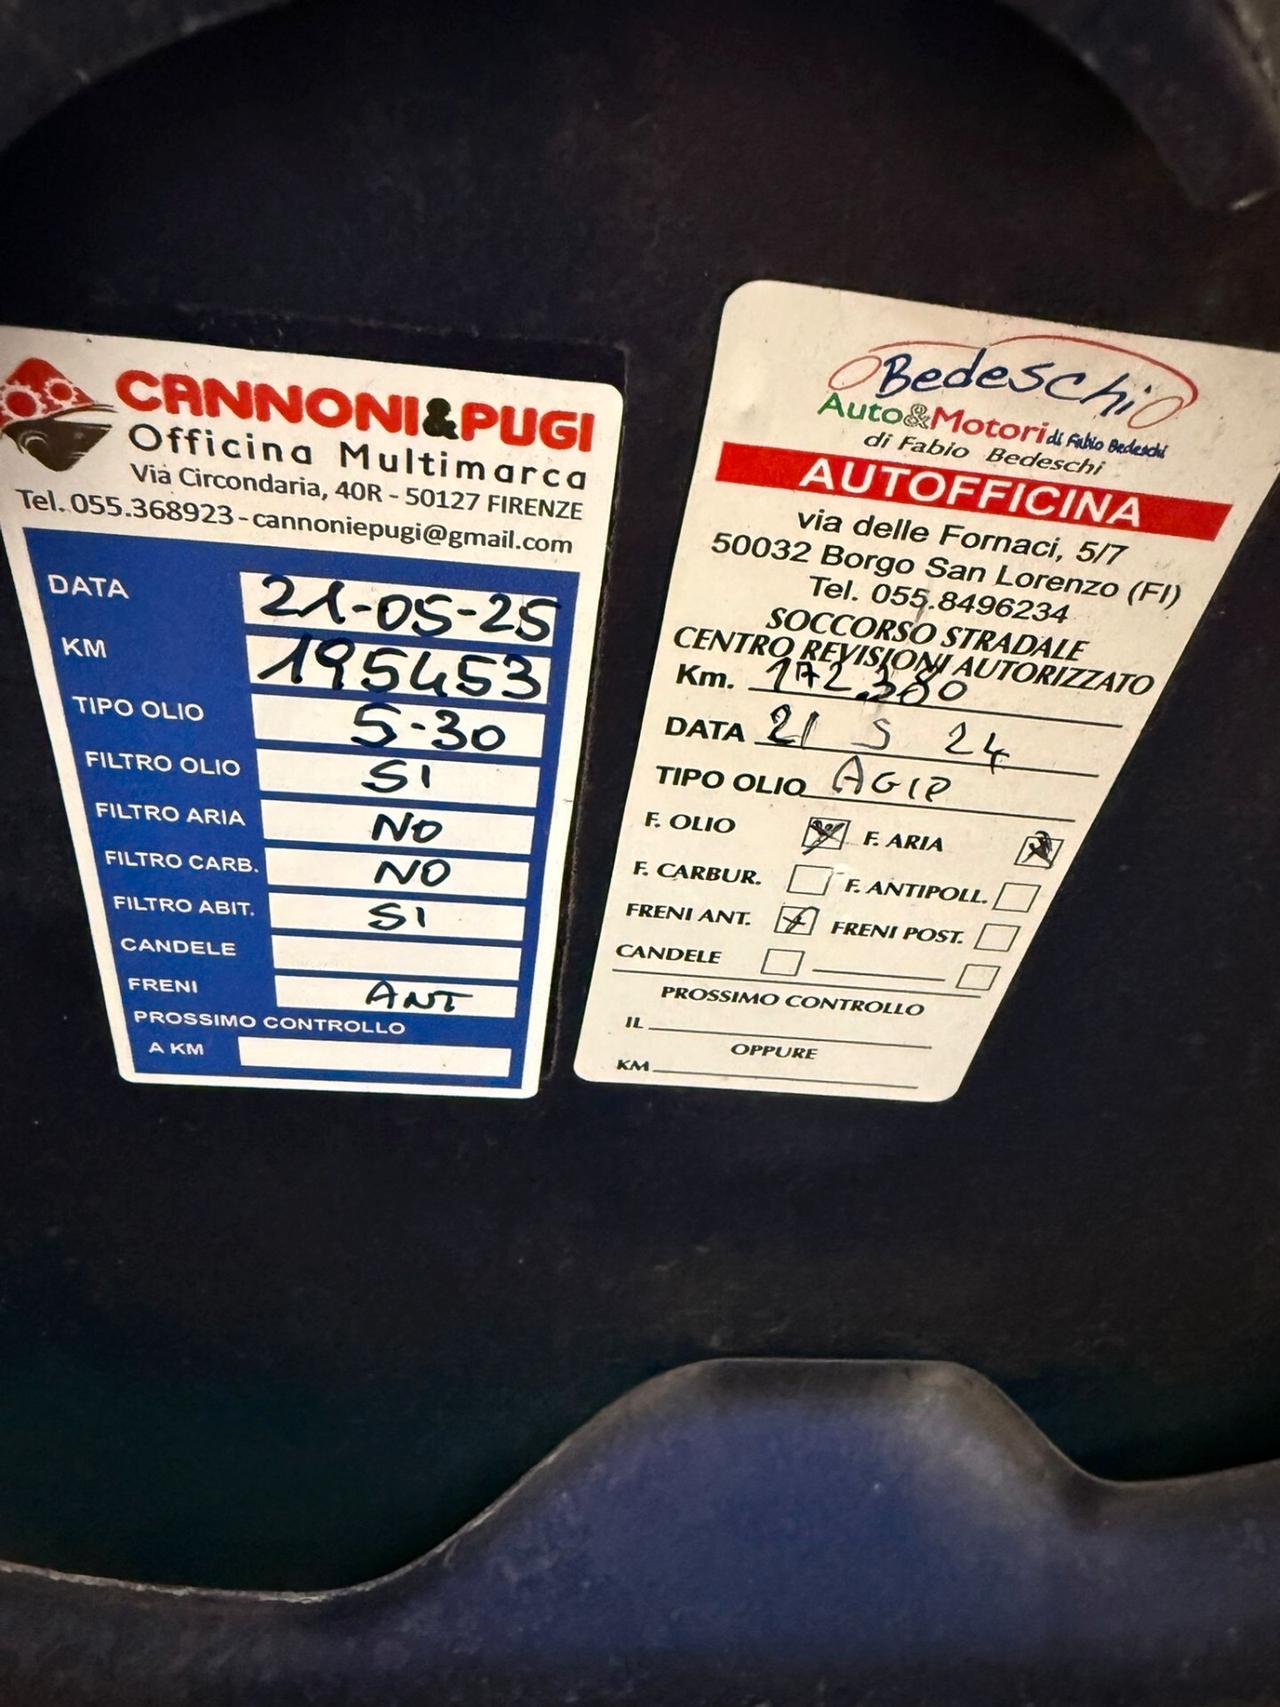 CANNONI&PUGI
Officina Multimarca
Via Circondaria, 40R - 50127 FIRENZE
Tel. 055.368923 - cannoniepugi@gmail.com
DATA 21-05-25
KM 195453
TIPO OLIO 5-30
FILTRO OLIO SI
FILTRO ARIA NO
FILTRO CARB. NO
FILTRO ABIT. SI
CANDELE
FRENI ANT
PROSSIMO CONTROLLO
A KM
Bedeschi
Auto&Motori di Fabio Bedeschi
di Fabio Bedeschi
AUTOFFICINA
via delle Fornaci, 5/7
50032 Borgo San Lorenzo (FI)
Tel. 055.8496234
SOCCORSO STRADALE
CENTRO REVISIONI AUTORIZZATO
Km. 172.380
DATA 21 5 24
TIPO OLIO AGIP
F. OLIO F. ARIA
F. CARBUR. F. ANTIPOLL.
FRENI ANT. FRENI POST.
CANDELE
PROSSIMO CONTROLLO
IL
OPPURE
KM